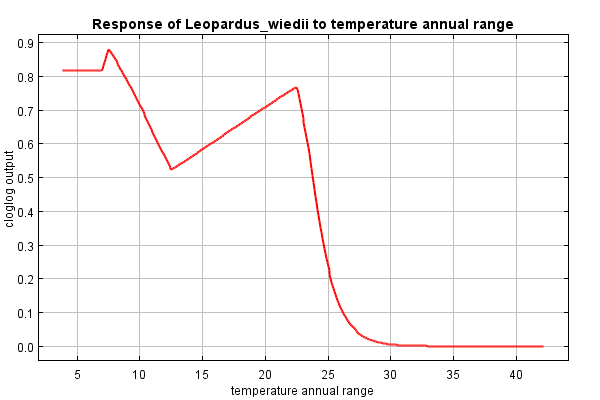 Response of Leopardus_wiedii to temperature annual range
cloglog output
0.9
0.8
0.7
0.6
0.5
0.4
0.3
0.2
0.1
0.0
5 10 15 20 25 30 35 40
temperature annual range